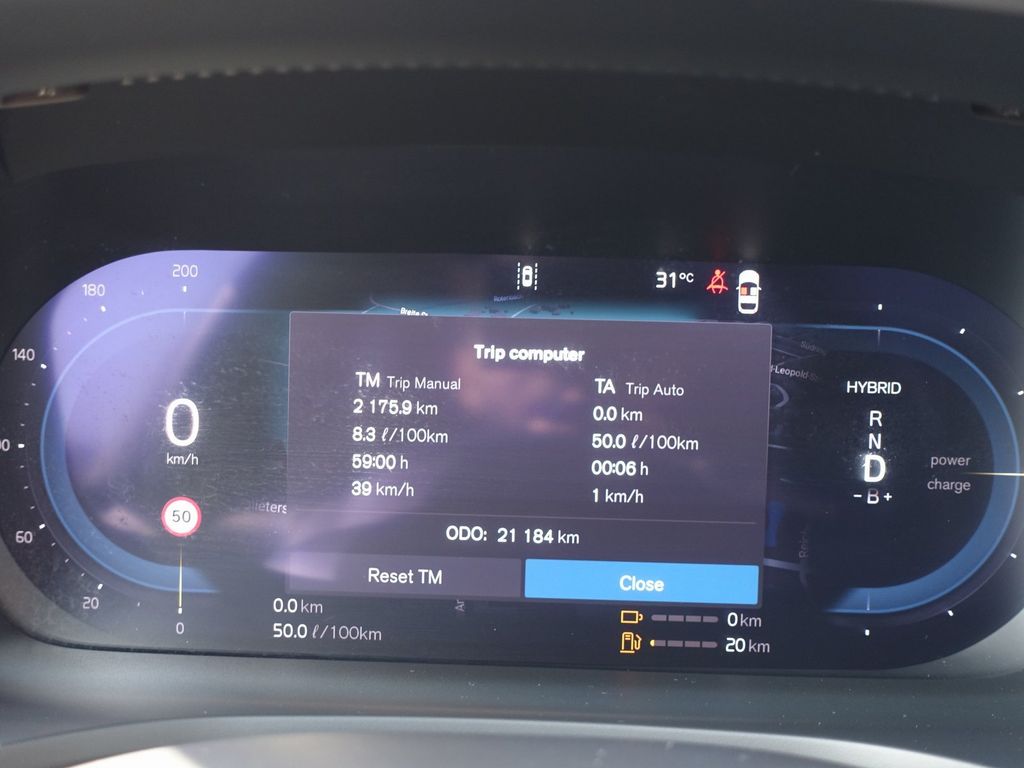 200
180
140
60
20
0
31°C
Trip computer
TM Trip Manual
2 175.9 km
8.3 ℓ/100km
59:00 h
39 km/h
TA Trip Auto
0.0 km
50.0 ℓ/100km
00:06 h
1 km/h
ODO: 21 184 km
Reset TM
Close
0
km/h
50
0.0 km
50.0 ℓ/100km
0 km
20 km
HYBRID
R
N
D
- B +
power
charge